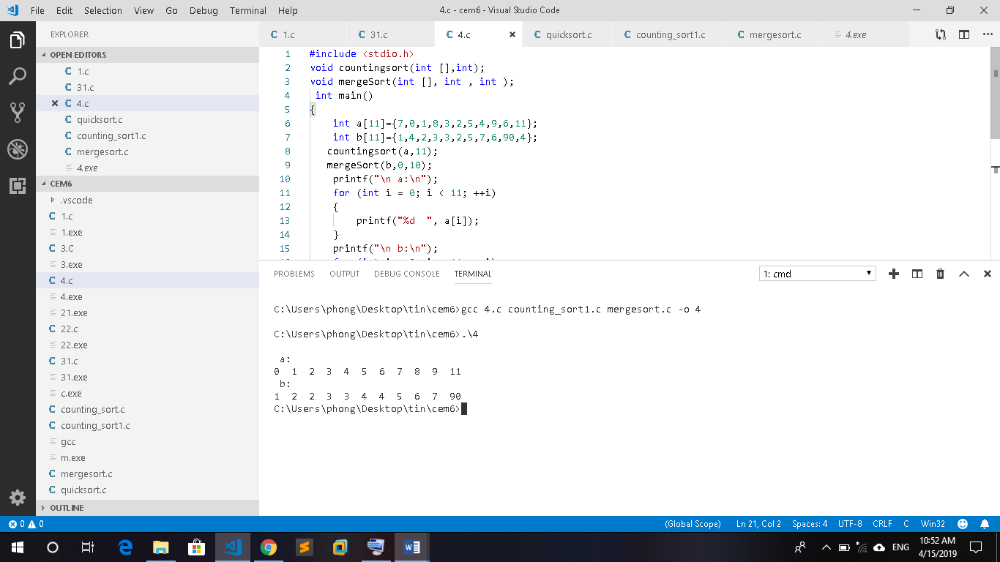 File Edit Selection View Go Debug Terminal Help 4.c - cem6 - Visual Studio Code
EXPLORER
OPEN EDITORS
1.c
31.c
4.c
quicksort.c
counting_sort1.c
mergesort.c
4.exe
CEM6
.vscode
1.c
1.exe
3.C
3.exe
4.c
4.exe
21.exe
22.c
22.exe
31.c
31.exe
c.exe
counting_sort.c
counting_sort1.c
gcc
m.exe
mergesort.c
quicksort.c
OUTLINE
1.c 31.c 4.c quicksort.c counting_sort1.c mergesort.c 4.exe
1 #include <stdio.h>
2 void countingsort(int [],int);
3 void mergeSort(int [], int , int );
4 int main()
5 {
6 int a[11]={7,0,1,8,3,2,5,4,9,6,11};
7 int b[11]={1,4,2,3,3,2,5,7,6,90,4};
8 countingsort(a,11);
9 mergeSort(b,0,10);
10 printf("\n a:\n");
11 for (int i = 0; i < 11; ++i)
12 {
13 printf("%d  ", a[i]);
14 }
15 printf("\n b:\n");
PROBLEMS OUTPUT DEBUG CONSOLE TERMINAL 1: cmd
C:\Users\phong\Desktop\tin\cem6>gcc 4.c counting_sort1.c mergesort.c -o 4
C:\Users\phong\Desktop\tin\cem6>.\4
a:
0 1 2 3 4 5 6 7 8 9 11
b:
1 2 2 3 3 4 4 5 6 7 90
C:\Users\phong\Desktop\tin\cem6>
0 0 (Global Scope) Ln 21, Col 2 Spaces: 4 UTF-8 CRLF C Win32
ENG
10:52 AM
4/15/2019